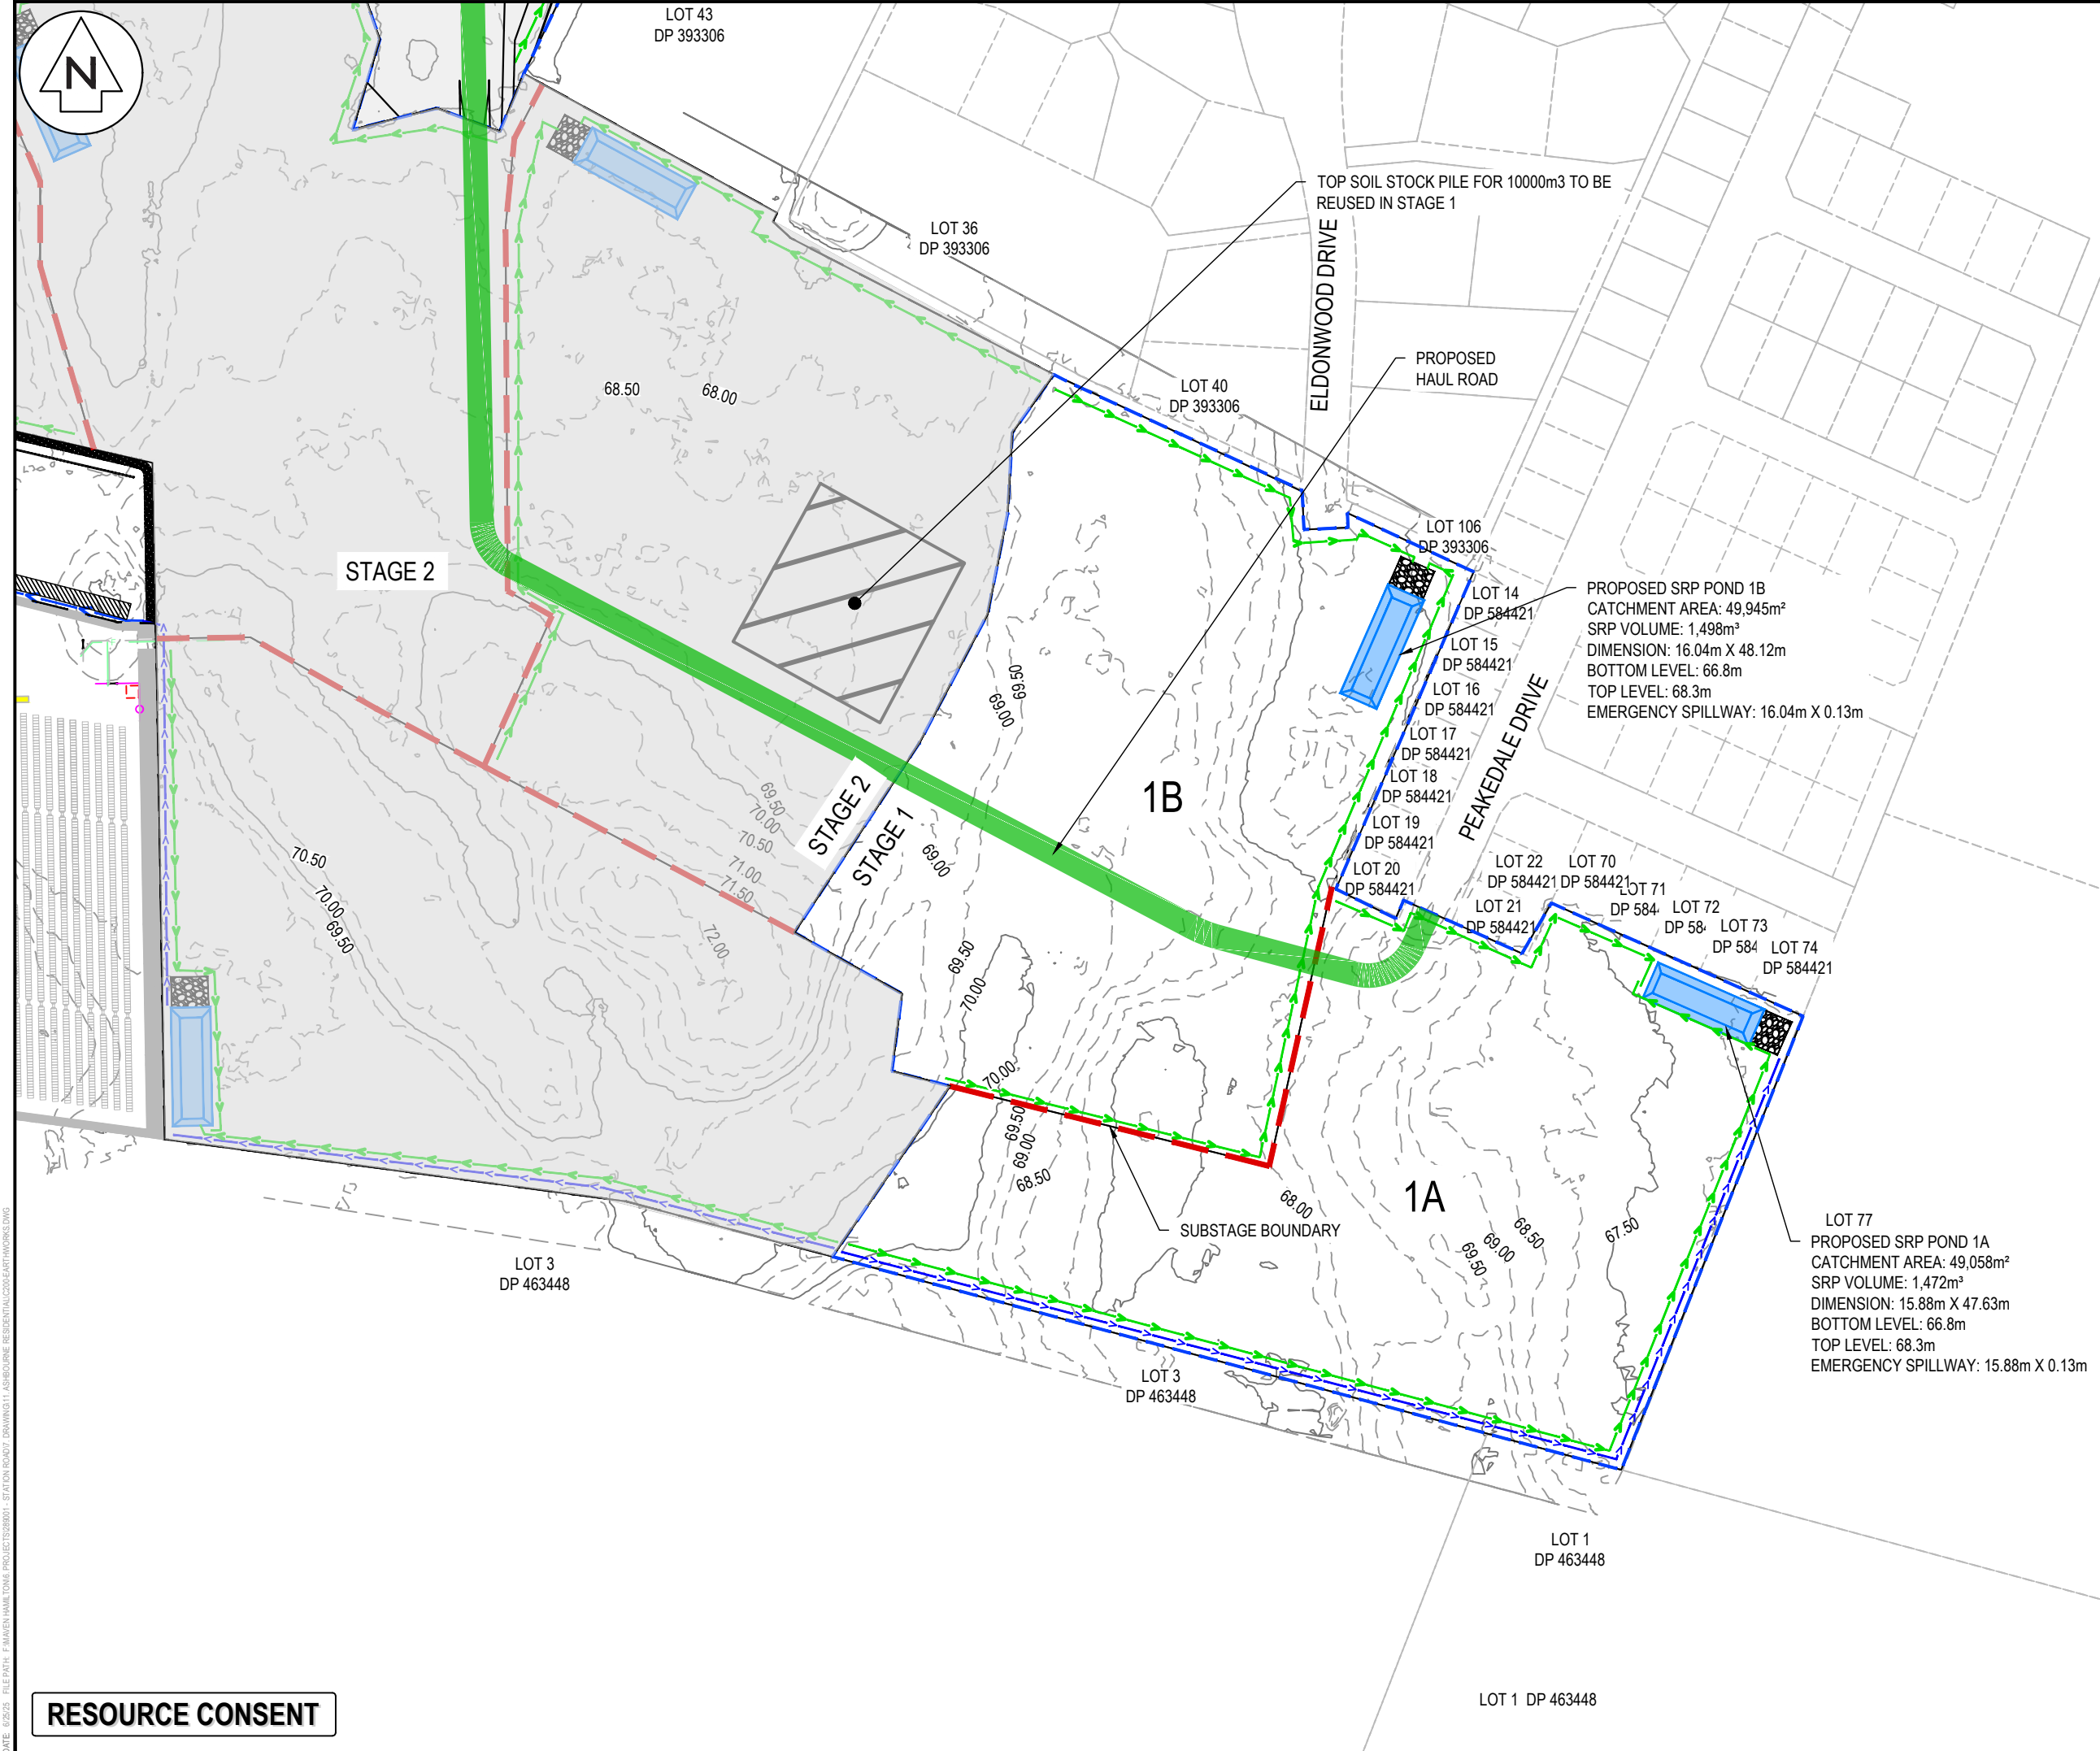 N
LOT 43
DP 393306
TOP SOIL STOCK PILE FOR 10000m3 TO BE
REUSED IN STAGE 1
LOT 36
DP 393306
ELDONWOOD DRIVE
PROPOSED
HAUL ROAD
68.50
68.00
LOT 40
DP 393306
LOT 106
DP 393306
STAGE 2
PROPOSED SRP POND 1B
CATCHMENT AREA: 49,945m²
SRP VOLUME: 1,498m³
DIMENSION: 16.04m X 48.12m
BOTTOM LEVEL: 66.8m
TOP LEVEL: 68.3m
EMERGENCY SPILLWAY: 16.04m X 0.13m
LOT 14
DP 584421
LOT 15
DP 584421
LOT 16
DP 584421
LOT 17
DP 584421
LOT 18
DP 584421
LOT 19
DP 584421
LOT 20
DP 584421
PEAKEDALE DRIVE
69.50
69.00
1B
STAGE 2
STAGE 1
69.50
70.00
70.50
71.00
71.50
72.00
69.00
70.50
70.00
69.50
LOT 22
DP 584421
LOT 70
DP 584421
LOT 21
DP 584421
LOT 71
DP 584
LOT 72
DP 58
LOT 73
DP 584
LOT 74
DP 584421
69.50
70.00
70.00
69.50
69.00
68.50
68.00
1A
68.50
69.00
69.50
67.50
SUBSTAGE BOUNDARY
LOT 77
PROPOSED SRP POND 1A
CATCHMENT AREA: 49,058m²
SRP VOLUME: 1,472m³
DIMENSION: 15.88m X 47.63m
BOTTOM LEVEL: 66.8m
TOP LEVEL: 68.3m
EMERGENCY SPILLWAY: 15.88m X 0.13m
LOT 3
DP 463448
LOT 3
DP 463448
LOT 1
DP 463448
LOT 1 DP 463448
RESOURCE CONSENT